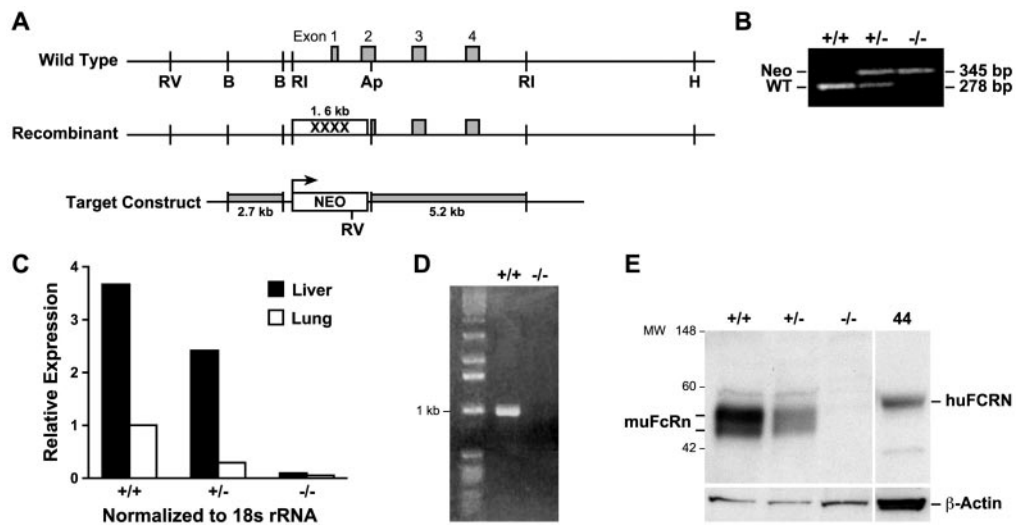 A
Exon 1 2 3 4
Wild Type
RV B B RI Ap RI H
1. 6 kb
Recombinant
XXXX
Target Construct
NEO
2.7 kb
5.2 kb
RV
B
+/+ +/- -/-
Neo
345 bp
WT
278 bp
C
Relative Expression
4
3
2
1
0
Liver
Lung
+/+ +/- -/-
Normalized to 18s rRNA
D
+/+ -/-
1 kb
E
+/+ +/- -/- 44
MW 148
60
huFCRN
muFcRn
42
β-Actin